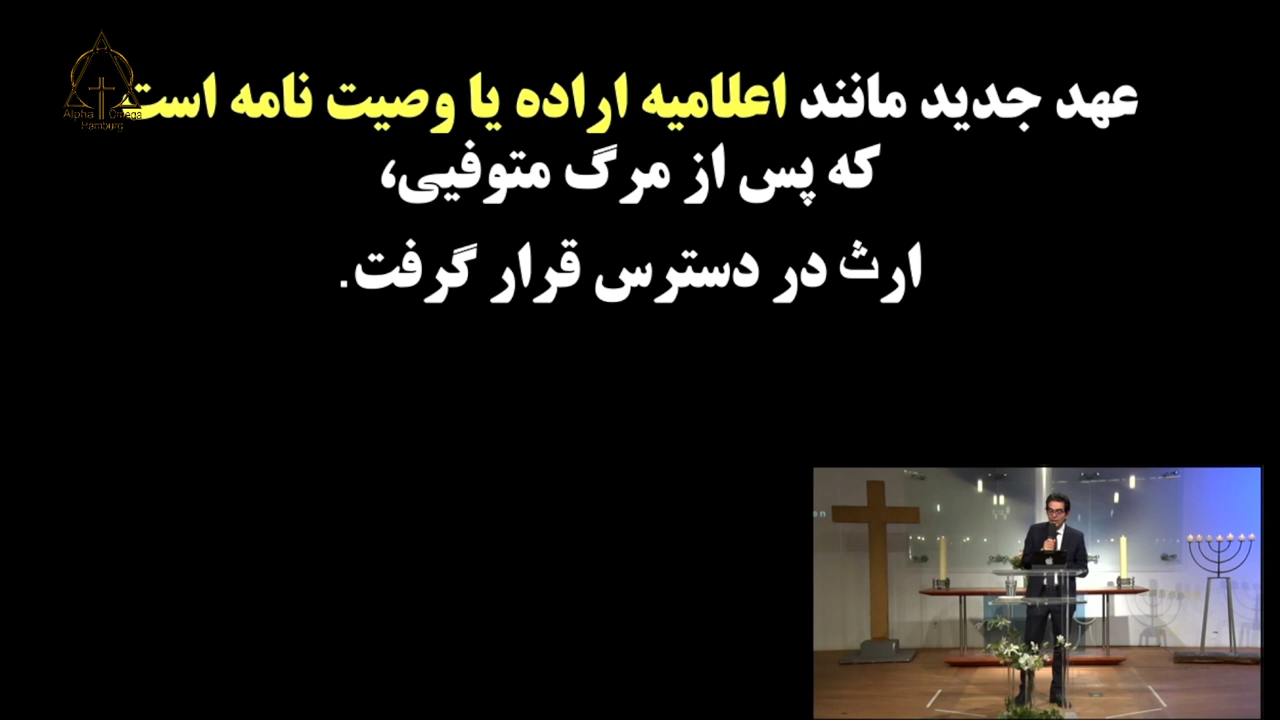 عهد جدید مانند اعلامیه اراده یا وصیت نامه است
که پس از مرگ متوفیی،
ارث در دسترس قرار گرفت.
Alpha Omega
Hamburg
on